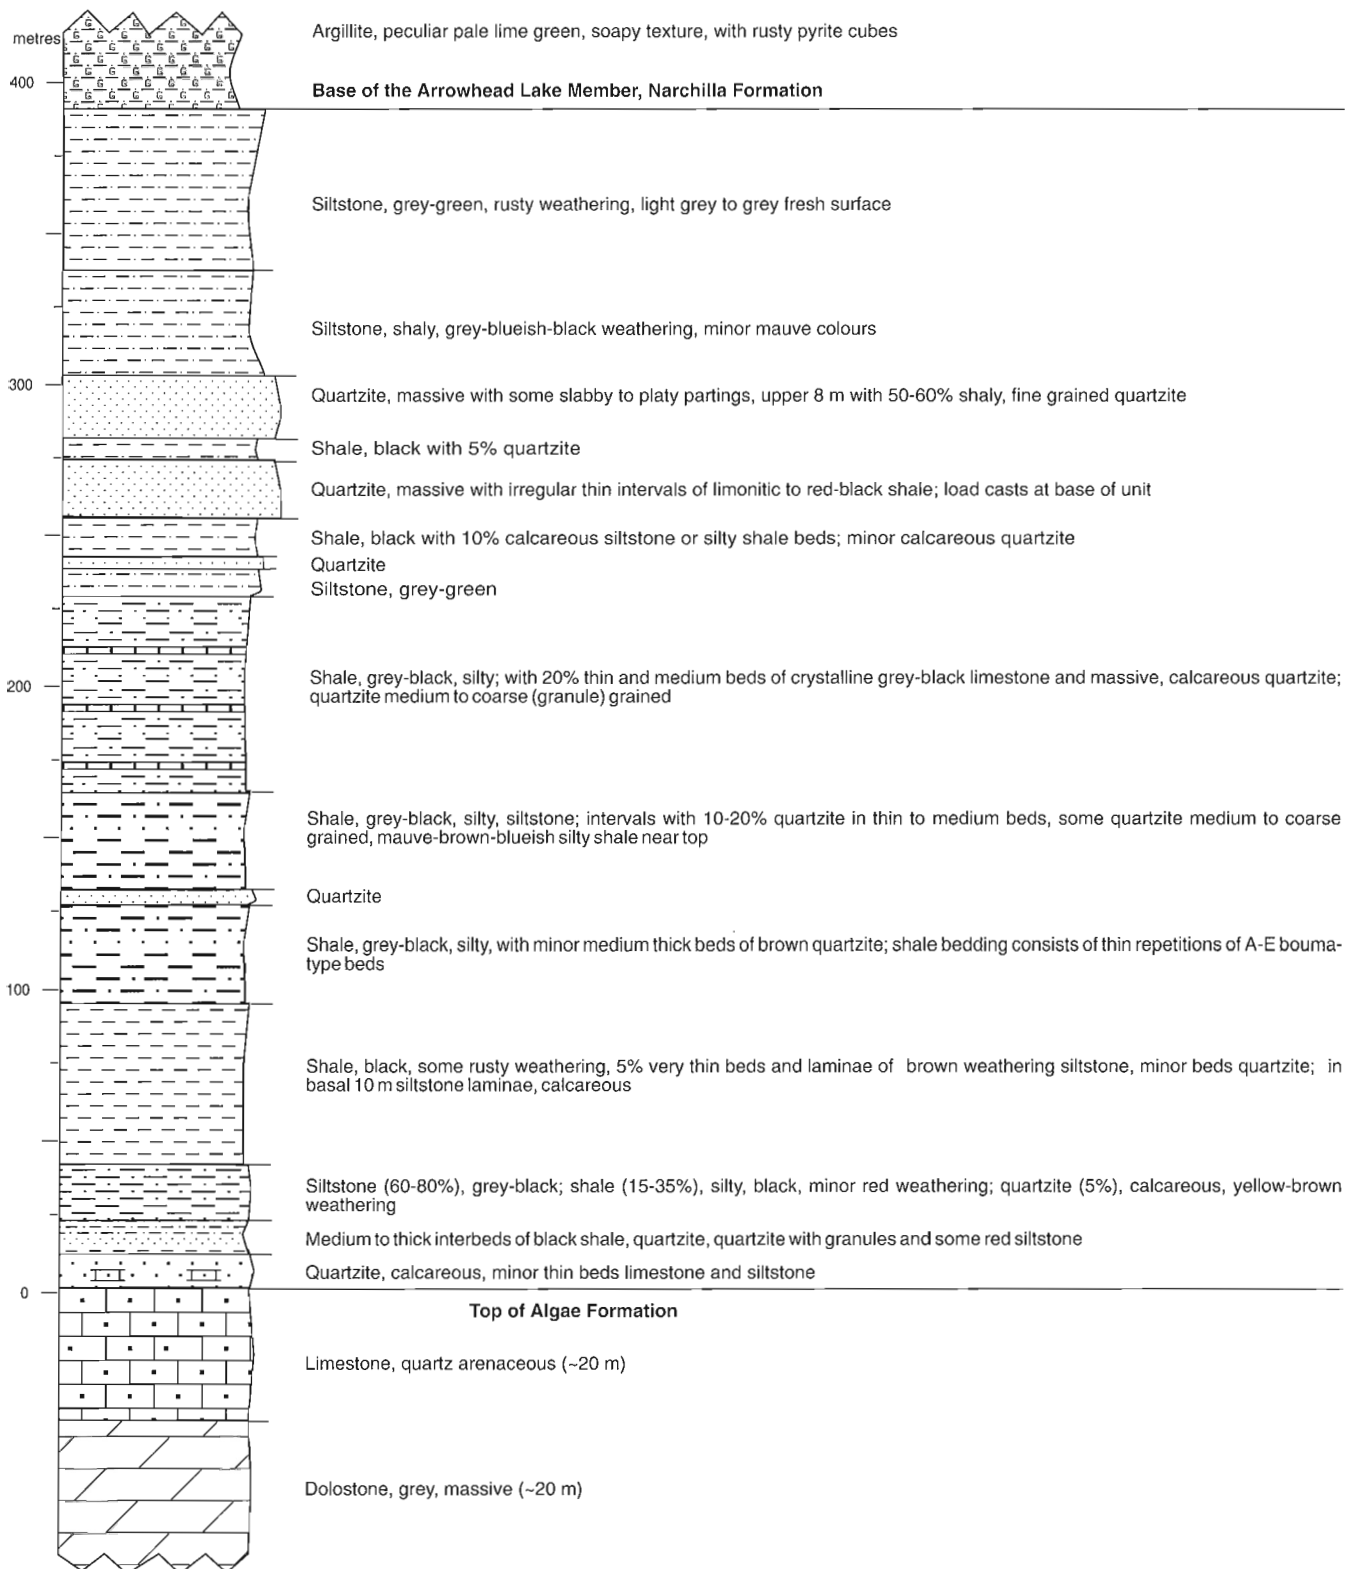 metres
Argillite, peculiar pale lime green, soapy texture, with rusty pyrite cubes
400
Base of the Arrowhead Lake Member, Narchilla Formation
Siltstone, grey-green, rusty weathering, light grey to grey fresh surface
Siltstone, shaly, grey-blueish-black weathering, minor mauve colours
300
Quartzite, massive with some slabby to platy partings, upper 8 m with 50-60% shaly, fine grained quartzite
Shale, black with 5% quartzite
Quartzite, massive with irregular thin intervals of limonitic to red-black shale; load casts at base of unit
Shale, black with 10% calcareous siltstone or silty shale beds; minor calcareous quartzite
Quartzite
Siltstone, grey-green
200
Shale, grey-black, silty; with 20% thin and medium beds of crystalline grey-black limestone and massive, calcareous quartzite;
quartzite medium to coarse (granule) grained
Shale, grey-black, silty, siltstone; intervals with 10-20% quartzite in thin to medium beds, some quartzite medium to coarse
grained, mauve-brown-blueish silty shale near top
Quartzite
Shale, grey-black, silty, with minor medium thick beds of brown quartzite; shale bedding consists of thin repetitions of A-E bouma-
type beds
100
Shale, black, some rusty weathering, 5% very thin beds and laminae of brown weathering siltstone, minor beds quartzite; in
basal 10 m siltstone laminae, calcareous
Siltstone (60-80%), grey-black; shale (15-35%), silty, black, minor red weathering; quartzite (5%), calcareous, yellow-brown
weathering
Medium to thick interbeds of black shale, quartzite, quartzite with granules and some red siltstone
Quartzite, calcareous, minor thin beds limestone and siltstone
0
Top of Algae Formation
Limestone, quartz arenaceous (~20 m)
Dolostone, grey, massive (~20 m)